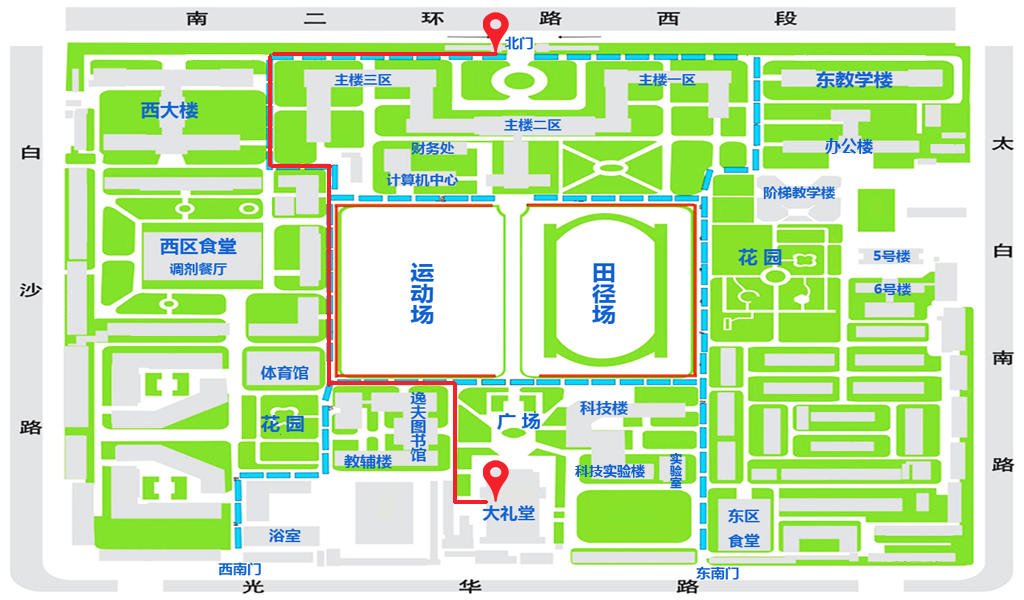 南二环路西段
北门
主楼三区
主楼一区
东教学楼
西大楼
主楼二区
办公楼
财务处
计算机中心
阶梯教学楼
白沙路
太白南路
西区食堂
调剂餐厅
运动场
田径场
花园
5号楼
6号楼
体育馆
花园
逸夫图书馆
教辅楼
广场
科技楼
科技实验楼
实验室
大礼堂
东区
食堂
浴室
西南门
东南门
光华路